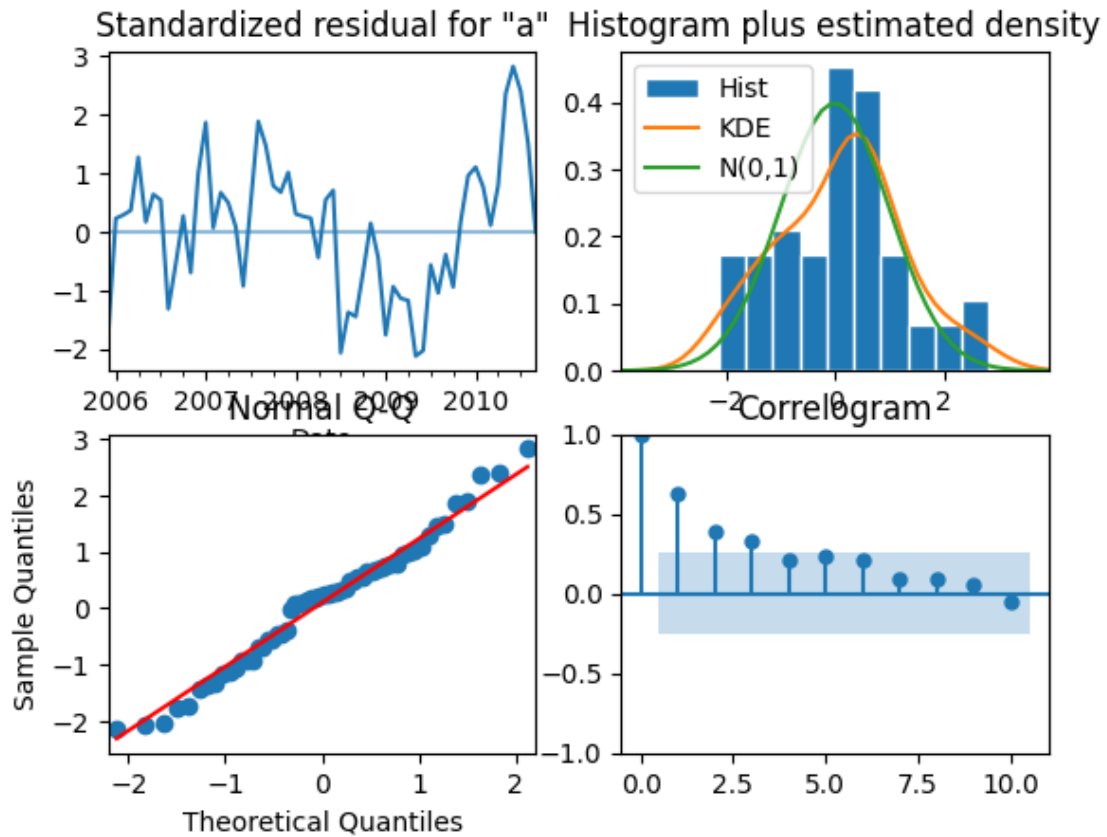 Standardized residual for "a"
3
2
1
0
−1
−2
2006 2007 2008 2009 2010
Date
Histogram plus estimated density
Hist
KDE
N(0,1)
0.4
0.3
0.2
0.1
0.0
−2 0 2
Normal Q-Q
Sample Quantiles
3
2
1
0
−1
−2
−2 −1 0 1 2
Theoretical Quantiles
Correlogram
1.0
0.5
0.0
−0.5
−1.0
0.0 2.5 5.0 7.5 10.0